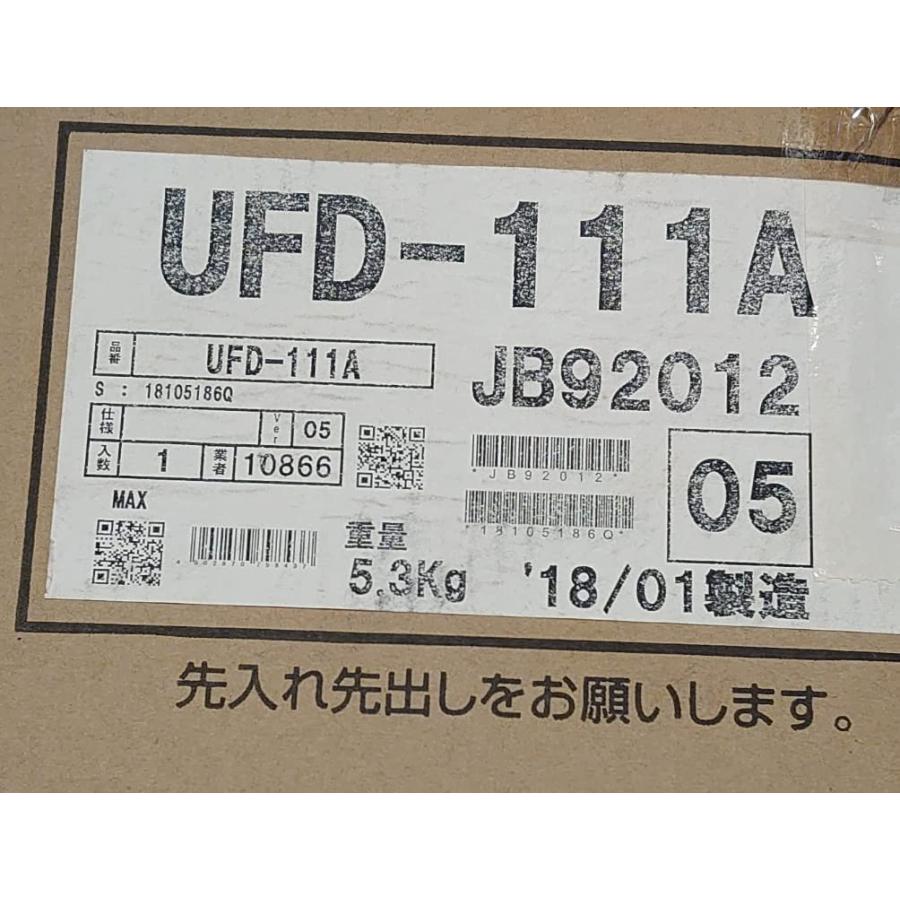 UFD-111A
品番 UFD-111A
JB92012
S : 18105186Q
仕様 Ver 05
入数 1 業者 10866
*JB92012*
05
MAX
*18105186Q*
重量
5.3Kg
'18/01製造
先入れ先出しをお願いします。